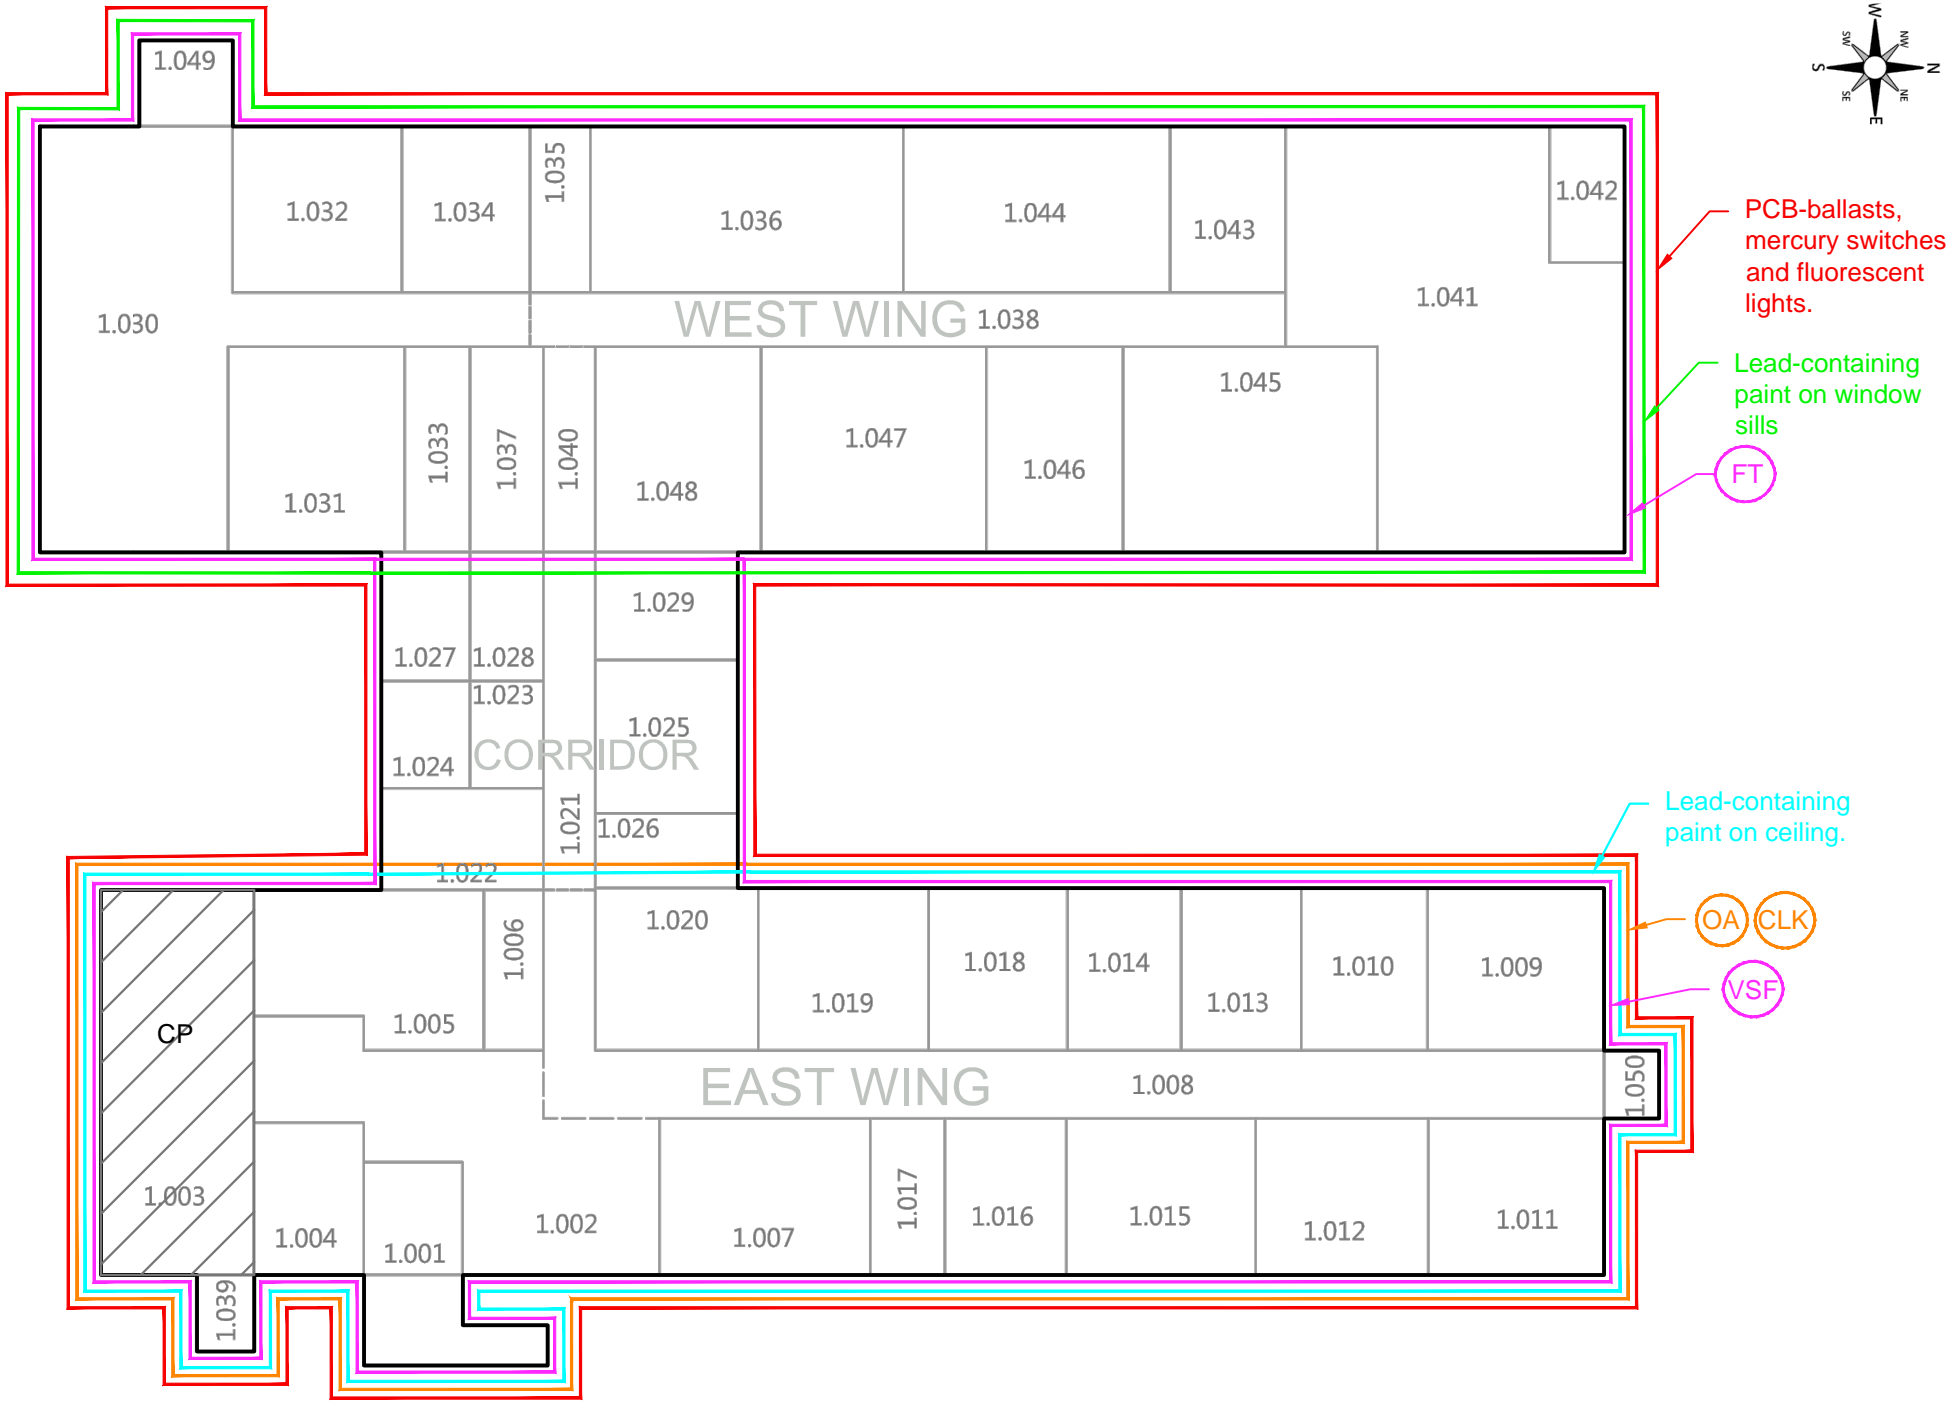 W
SW
NW
S
N
SE
NE
E
1.049
1.035
1.042
1.032
1.034
1.036
1.044
1.043
PCB-ballasts,
mercury switches
and fluorescent
lights.
1.030
WEST WING
1.038
1.041
Lead-containing
paint on window
sills
1.045
1.033
1.037
1.040
1.047
1.046
1.031
1.048
FT
1.029
1.027
1.028
1.023
1.025
1.024
CORRIDOR
1.021
1.026
1.022
Lead-containing
paint on ceiling.
OA
CLK
1.020
1.006
1.018
1.014
1.010
1.009
VSF
1.019
1.013
1.005
CP
EAST WING
1.008
1.050
1.003
1.004
1.001
1.002
1.007
1.017
1.016
1.015
1.012
1.011
1.039